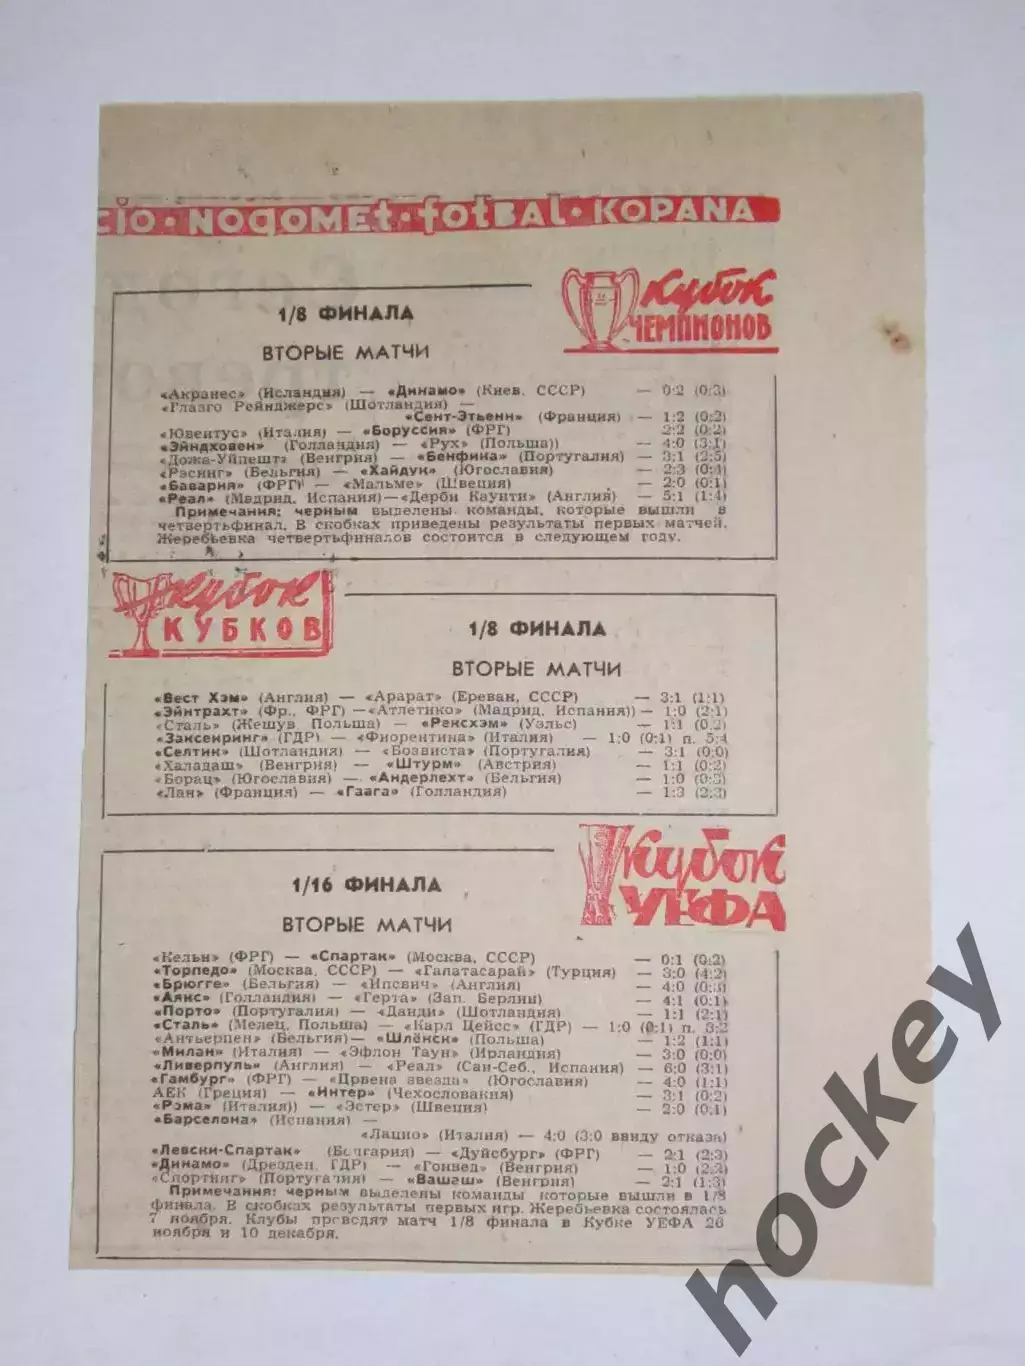 cio · NOGOMEt · fotBAL · KOPANA
Кубок
ЧЕМПИОНОВ
1/8 ФИНАЛА
ВТОРЫЕ МАТЧИ
«Акранес» (Исландия) — «Динамо» (Киев, СССР) — 0:2 (0:3)
«Глазго Рейнджерс» (Шотландия) —
«Сент-Этьенн» (Франция) — 1:2 (0:2)
«Ювентус» (Италия) — «Боруссия» (ФРГ) 2:2 (0:2)
«Эйндховен» (Голландия) — «Рух» (Польша)) — 4:0 (3:1)
«Дожа-Уйпешт» (Венгрия) — «Бенфика» (Португалия) — 3:1 (2:5)
«Рэсинг» (Бельгия) — «Хайдук» (Югославия) — 2:3 (0:4)
«Бавария» (ФРГ) — «Мальме» (Швеция) — 2:0 (0:1)
«Реал» (Мадрид, Испания)—«Дерби Каунти» (Англия) — 5:1 (1:4)
Примечания: черным выделены команды, которые вышли в
четвертьфинал. В скобках приведены результаты первых матчей.
Жеребьевка четвертьфиналов состоится в следующем году.
Кубок
КУБКОВ
1/8 ФИНАЛА
ВТОРЫЕ МАТЧИ
«Вест Хэм» (Англия) — «Арарат» (Ереван, СССР) — 3:1 (1:1)
«Эйнтрахт» (Фр., ФРГ) —«Атлетико» (Мадрид, Испания)) — 1:0 (2:1)
«Сталь» (Жешув Польша) — «Рексхэм» (Уэльс) — 1:1 (0:2)
«Заксенринг» (ГДР) — «Фиорентина» (Италия) — 1:0 (0:1) п. 5:4
«Селтик» (Шотландия) — «Боависта» (Португалия) — 3:1 (0:0)
«Халадаш» (Венгрия) — «Штурм» (Австрия) — 1:1 (0:2)
«Борац» (Югославия) — «Андерлехт» (Бельгия) — 1:0 (0:3)
«Лан» (Франция) — «Гаага» (Голландия) — 1:3 (2:3)
Кубок
УЕФА
1/16 ФИНАЛА
ВТОРЫЕ МАТЧИ
«Кельн» (ФРГ) — «Спартак» (Москва, СССР) — 0:1 (0:2)
«Торпедо» (Москва, СССР) — «Галатасарай» (Турция) — 3:0 (4:2)
«Брюгге» (Бельгия) — «Ипсвич» (Англия) — 4:0 (0:3)
«Аякс» (Голландия) — «Герта» (Зап. Берлин) — 4:1 (0:1)
«Порто» (Португалия) — «Данди» (Шотландия) — 1:1 (2:1)
«Сталь» (Мелец, Польша) — «Карл Цейсс» (ГДР) — 1:0 (0:1) п. 3:2
«Антверпен» (Бельгия)— «Шлёнск» (Польша) — 1:2 (1:1)
«Милан» (Италия) — «Эфлон Таун» (Ирландия) — 3:0 (0:0)
«Ливерпуль» (Англия) — «Реал» (Сан-Себ., Испания) — 6:0 (3:1)
«Гамбург» (ФРГ) — «Црвена звезда» (Югославия) — 4:0 (1:1)
АЕК (Греция) — «Интер» (Чехословакия) — 3:1 (0:2)
«Рома» (Италия)) — «Эстер» (Швеция) — 2:0 (0:1)
«Барселона» (Испания) —
«Лацио» (Италия) — 4:0 (3:0 ввиду отказа)
«Левски-Спартак» (Болгария) — «Дуйсбург» (ФРГ) — 2:1 (2:3)
«Динамо» (Дрезден, ГДР) — «Гонвед» (Венгрия) — 1:0 (2:2)
«Спортинг» (Португалия) — «Вашаш» (Венгрия) — 2:1 (1:3)
Примечания: черным выделены команды которые вышли в 1/8
финала. В скобках результаты первых игр. Жеребьевка состоялась
7 ноября. Клубы проводят матч 1/8 финала в Кубке УЕФА 26
ноября и 10 декабря.
hockey